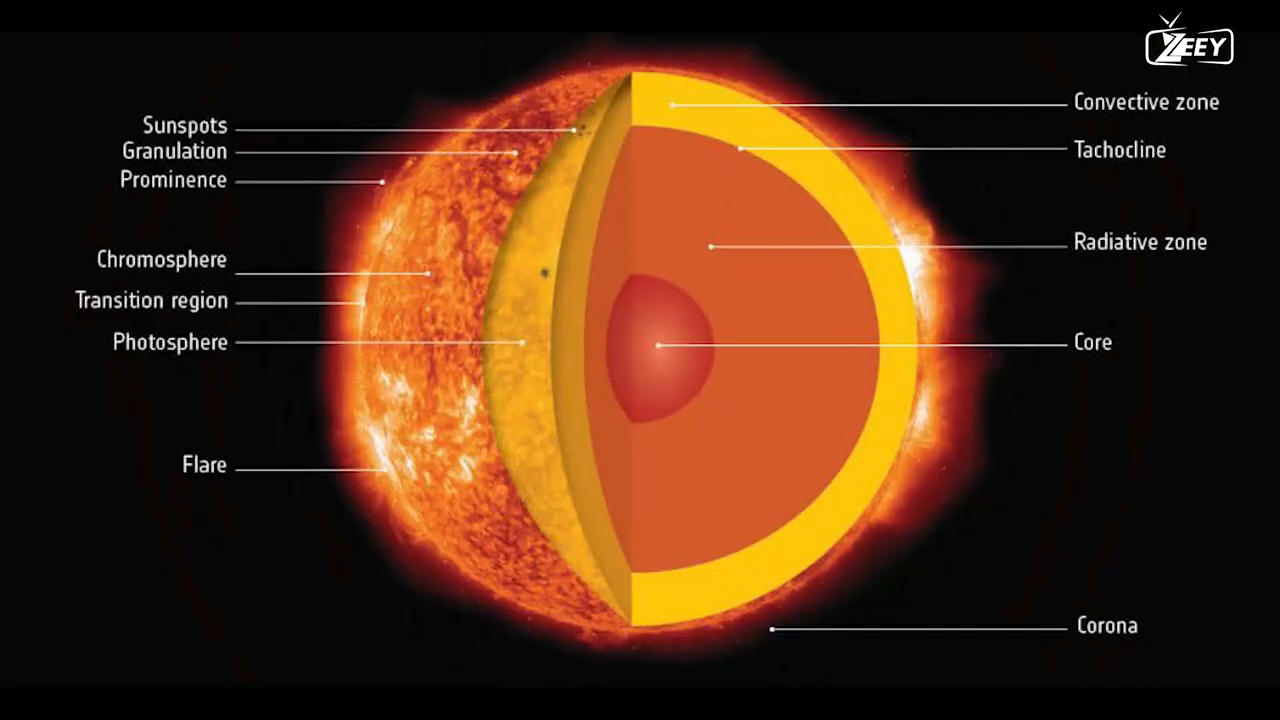 ZEEY
Sunspots
Granulation
Prominence
Chromosphere
Transition region
Photosphere
Flare
Convective zone
Tachocline
Radiative zone
Core
Corona